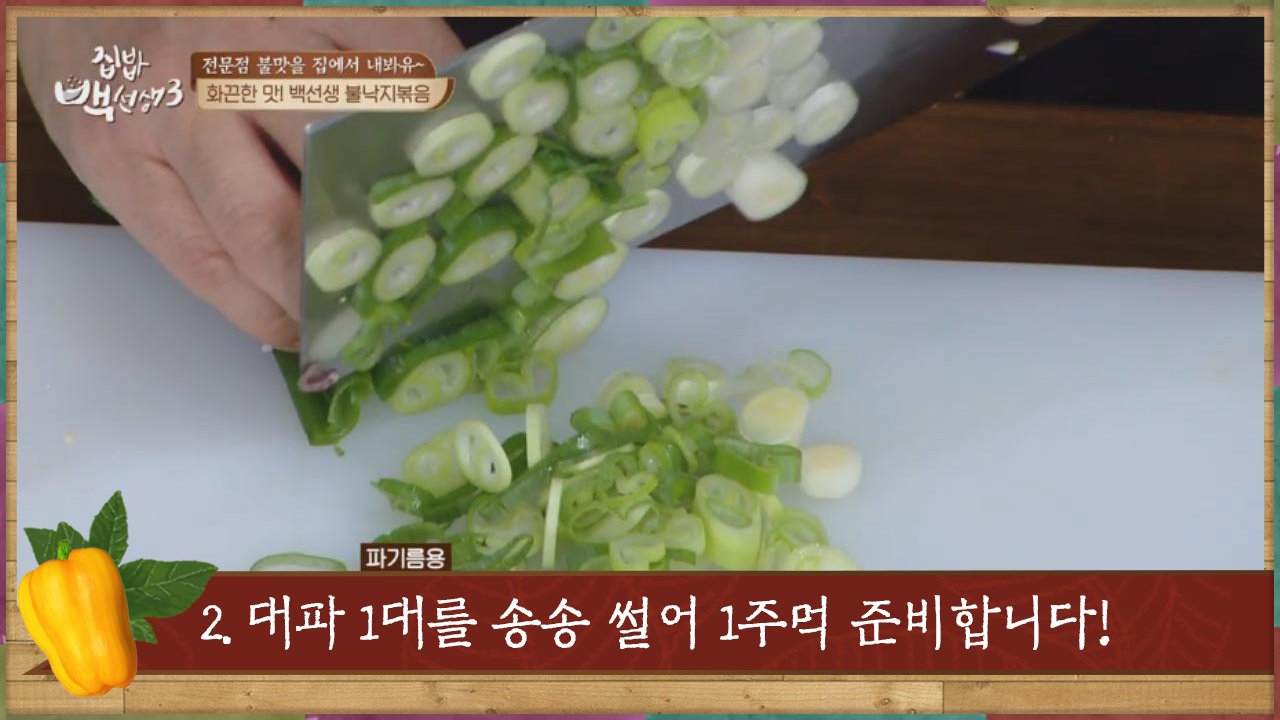 집밥
백선생3
전문점 불맛을 집에서 내봐유~
화끈한 맛! 백선생 불낙지볶음
파기름용
2. 대파 1대를 송송 썰어 1주먹 준비합니다!